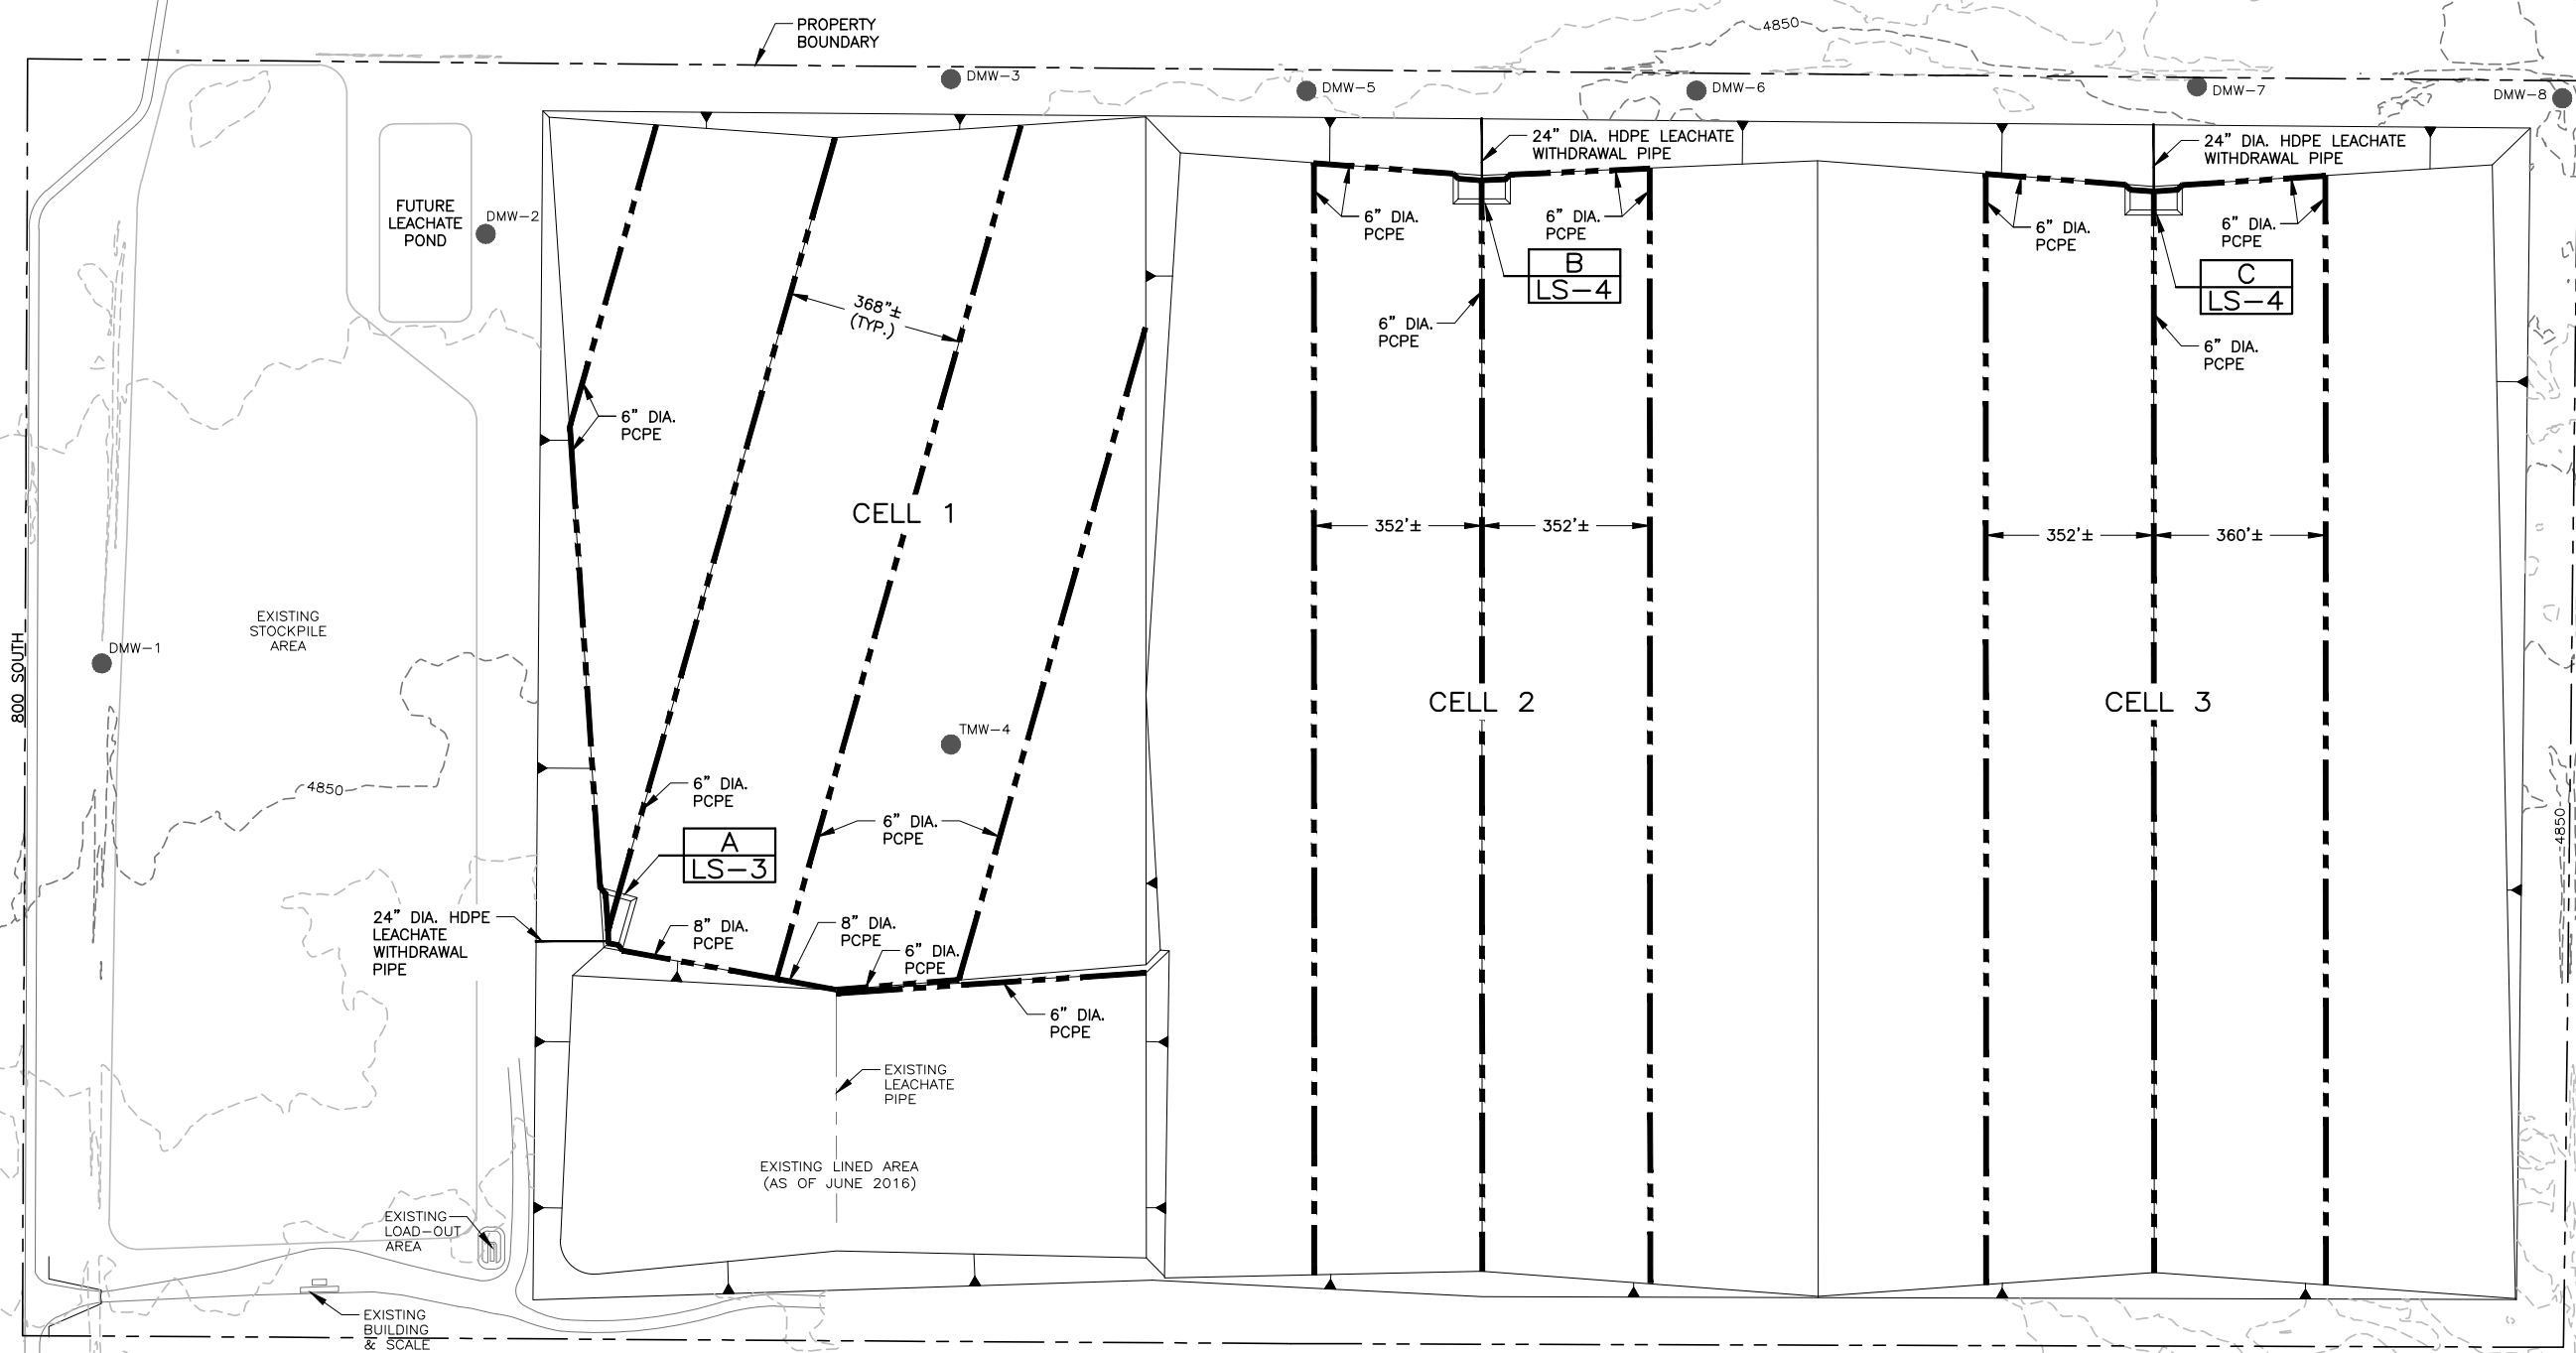 PROPERTY
BOUNDARY
4850
DMW-3
DMW-5
DMW-6
DMW-7
DMW-8
24" DIA. HDPE LEACHATE
WITHDRAWAL PIPE
24" DIA. HDPE LEACHATE
WITHDRAWAL PIPE
FUTURE
LEACHATE
POND
DMW-2
6" DIA.
PCPE
6" DIA.
PCPE
6" DIA.
PCPE
6" DIA.
PCPE
B
LS-4
C
LS-4
368"±
(TYP.)
6" DIA.
PCPE
6" DIA.
PCPE
6" DIA.
PCPE
CELL 1
352'±
352'±
352'±
360'±
EXISTING
STOCKPILE
AREA
DMW-1
800 SOUTH
CELL 2
CELL 3
TMW-4
4850
6" DIA.
PCPE
6" DIA.
PCPE
4850
A
LS-3
24" DIA. HDPE
LEACHATE
WITHDRAWAL
PIPE
8" DIA.
PCPE
8" DIA.
PCPE
6" DIA.
PCPE
6" DIA.
PCPE
EXISTING
LEACHATE
PIPE
EXISTING LINED AREA
(AS OF JUNE 2016)
EXISTING
LOAD-OUT
AREA
EXISTING
BUILDING
& SCALE